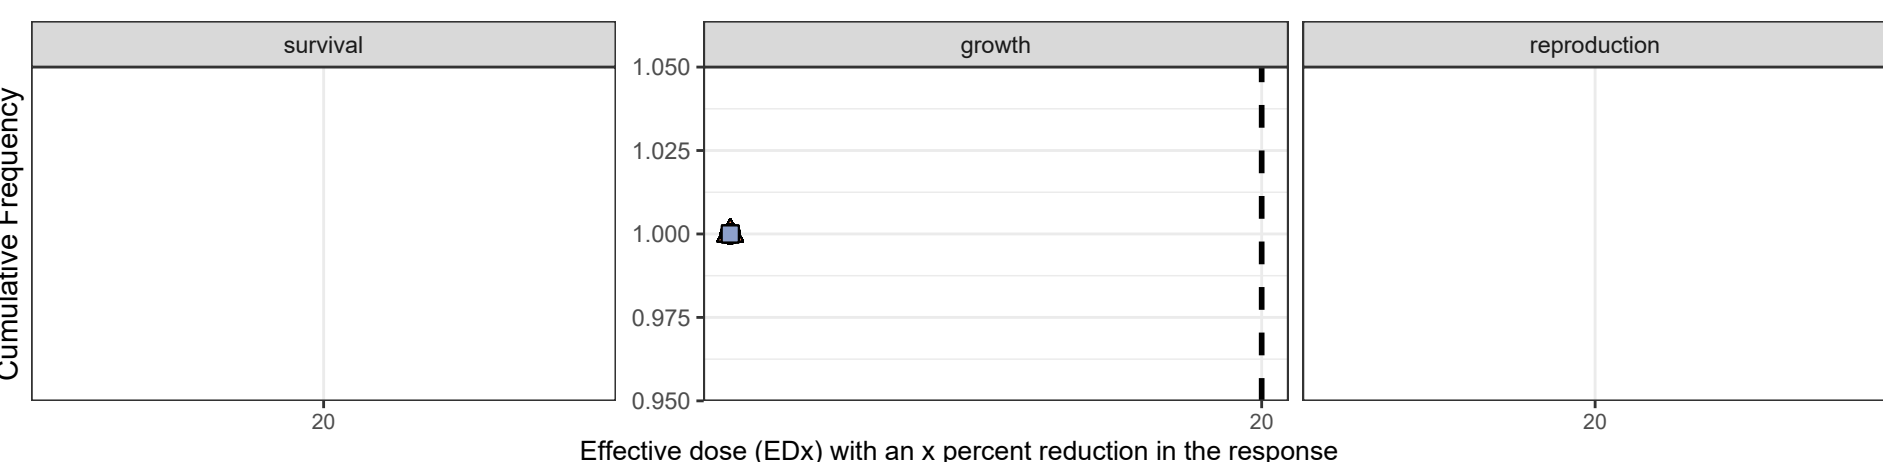 survival
growth
reproduction
Cumulative Frequency
1.050
1.025
1.000
0.975
0.950
20
20
20
Effective dose (EDx) with an x percent reduction in the response